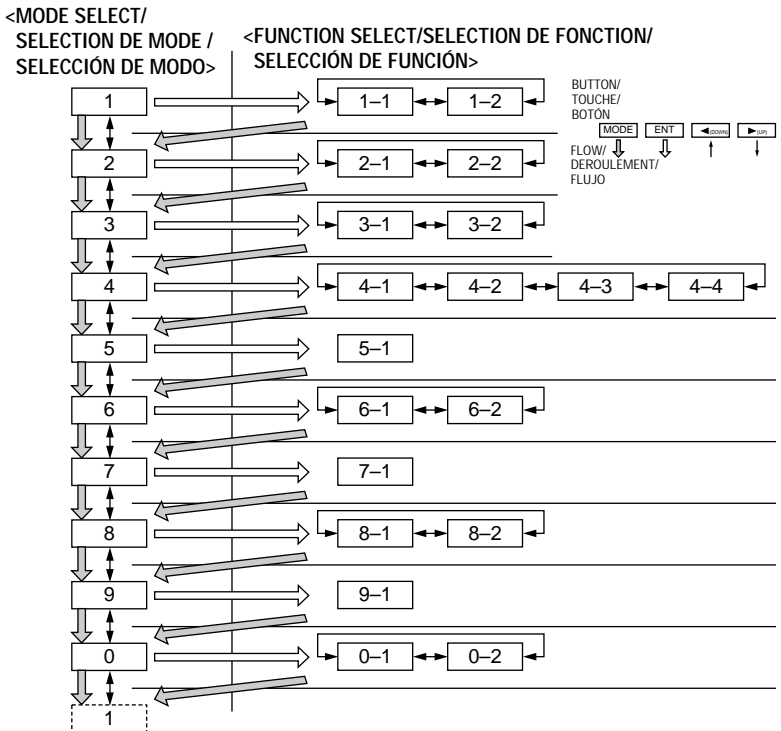 <MODE SELECT/
SELECTION DE MODE /
SELECCIÓN DE MODO>
<FUNCTION SELECT/SELECTION DE FONCTION/
SELECCIÓN DE FUNCIÓN>
BUTTON/
TOUCHE/
BOTÓN
MODE ENT ◄(DOWN) ►(UP)
FLOW/
DEROULEMENT/
FLUJO
1 1–1 1–2
2 2–1 2–2
3 3–1 3–2
4 4–1 4–2 4–3 4–4
5 5–1
6 6–1 6–2
7 7–1
8 8–1 8–2
9 9–1
0 0–1 0–2
1